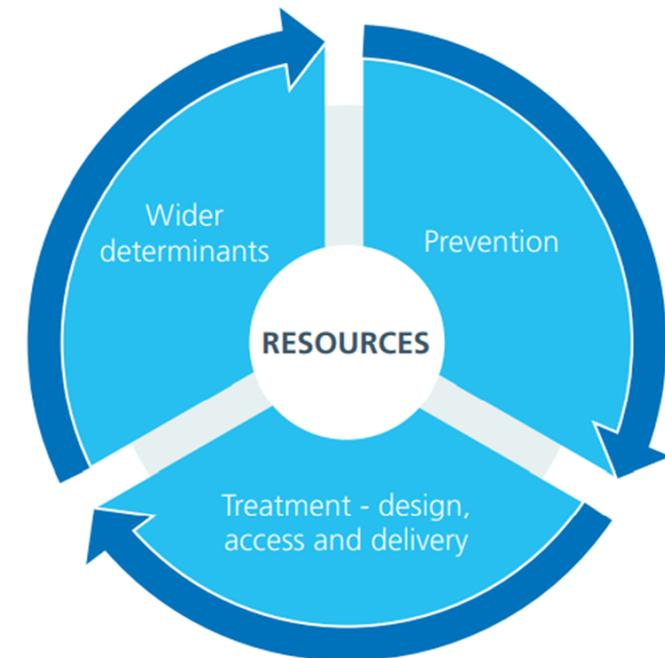 Wider
determinants
Prevention
RESOURCES
Treatment - design,
access and delivery